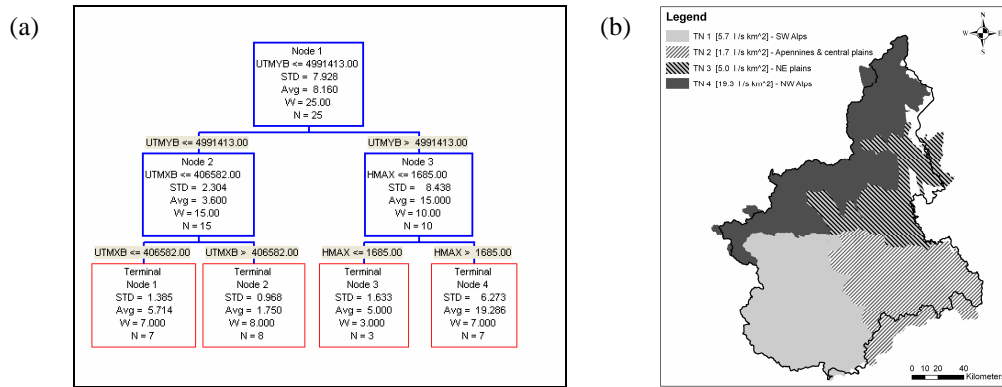 (a)
Node 1
UTMYB <= 4991413.00
STD = 7.928
Avg = 8.160
W = 25.00
N = 25
UTMYB <= 4991413.00
UTMYB > 4991413.00
Node 2
UTMXB <= 406582.00
STD = 2.304
Avg = 3.600
W = 15.00
N = 15
Node 3
HMAX <= 1685.00
STD = 8.438
Avg = 15.000
W = 10.00
N = 10
UTMXB <= 406582.00
UTMXB > 406582.00
HMAX <= 1685.00
HMAX > 1685.00
Terminal
Node 1
STD = 1.385
Avg = 5.714
W = 7.000
N = 7
Terminal
Node 2
STD = 0.968
Avg = 1.750
W = 8.000
N = 8
Terminal
Node 3
STD = 1.633
Avg = 5.000
W = 3.000
N = 3
Terminal
Node 4
STD = 6.273
Avg = 19.286
W = 7.000
N = 7
(b)
Legend
TN 1 [5.7 l /s km^2] - SW Alps
TN 2 [1.7 l /s km^2] - Apennines & central plains
TN 3 [5.0 l /s km^2] - NE plains
TN 4 [19.3 l /s km^2] - NW Alps
N
W E
S
0 10 20 40
Kilometers